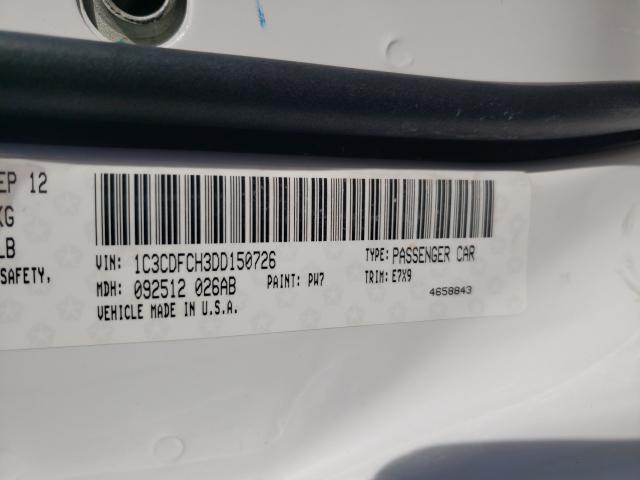 EP 12
KG
LB
SAFETY,
VIN: 1C3CDFCH3DD150726
TYPE: PASSENGER CAR
MDH: 092512 026AB
PAINT: PW7
TRIM: E7X9
VEHICLE MADE IN U.S.A.
4658843